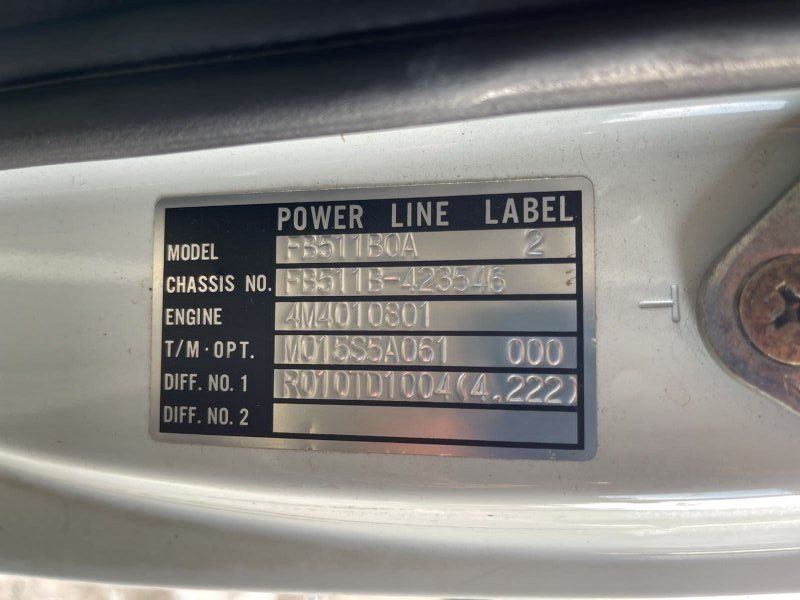 POWER LINE LABEL
MODEL FB511B0A 2
CHASSIS NO. FB511B-423546
ENGINE 4M4010801
T/M·OPT. M015S5A061 000
DIFF. NO. 1 R010TD1004(4.222)
DIFF. NO. 2